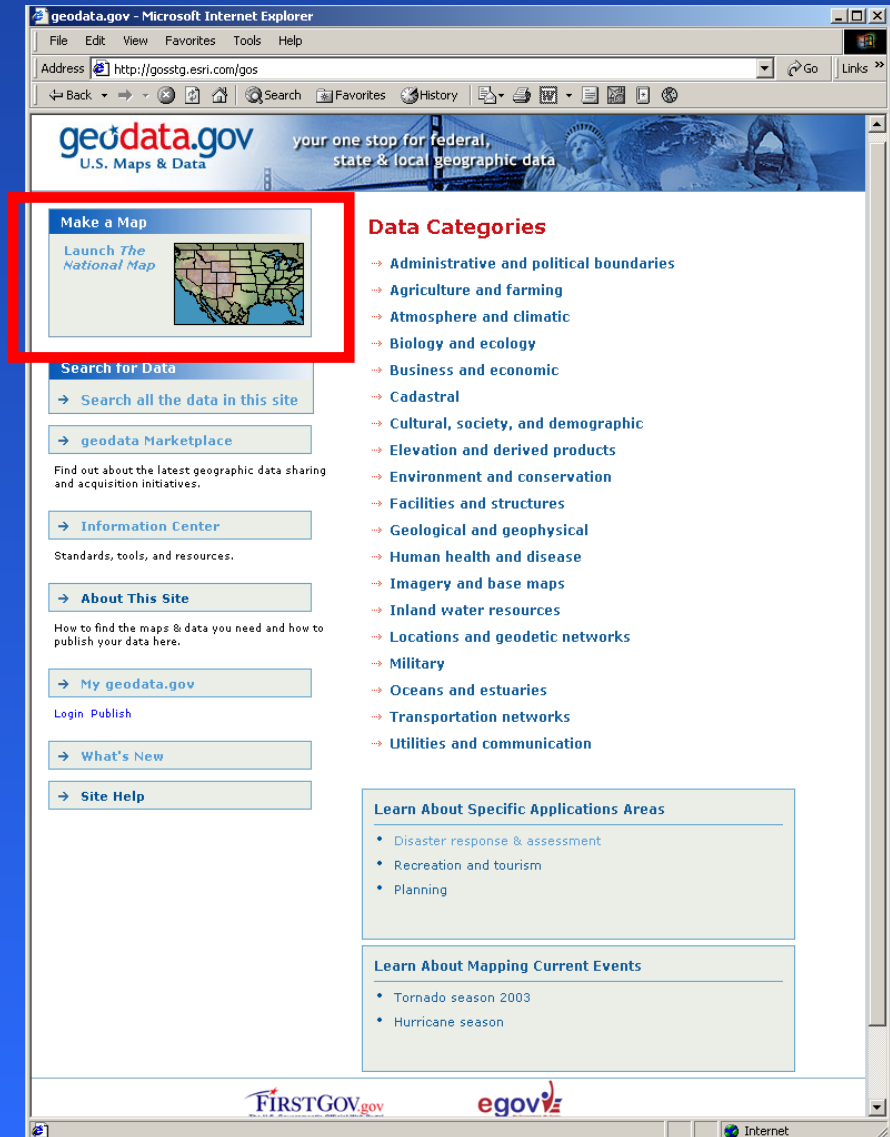 geodata.gov - Microsoft Internet Explorer
File Edit View Favorites Tools Help
Address http://gosstg.esri.com/gos Go Links »
Back Search Favorites History
geodata.gov
U.S. Maps & Data
your one stop for federal,
state & local geographic data
Make a Map
Launch The
National Map
Search for Data
Search all the data in this site
geodata Marketplace
Find out about the latest geographic data sharing
and acquisition initiatives.
Information Center
Standards, tools, and resources.
About This Site
How to find the maps & data you need and how to
publish your data here.
My geodata.gov
Login Publish
What's New
Site Help
Data Categories
Administrative and political boundaries
Agriculture and farming
Atmosphere and climatic
Biology and ecology
Business and economic
Cadastral
Cultural, society, and demographic
Elevation and derived products
Environment and conservation
Facilities and structures
Geological and geophysical
Human health and disease
Imagery and base maps
Inland water resources
Locations and geodetic networks
Military
Oceans and estuaries
Transportation networks
Utilities and communication
Learn About Specific Applications Areas
• Disaster response & assessment
• Recreation and tourism
• Planning
Learn About Mapping Current Events
• Tornado season 2003
• Hurricane season
FIRSTGOV.gov
egov
Internet